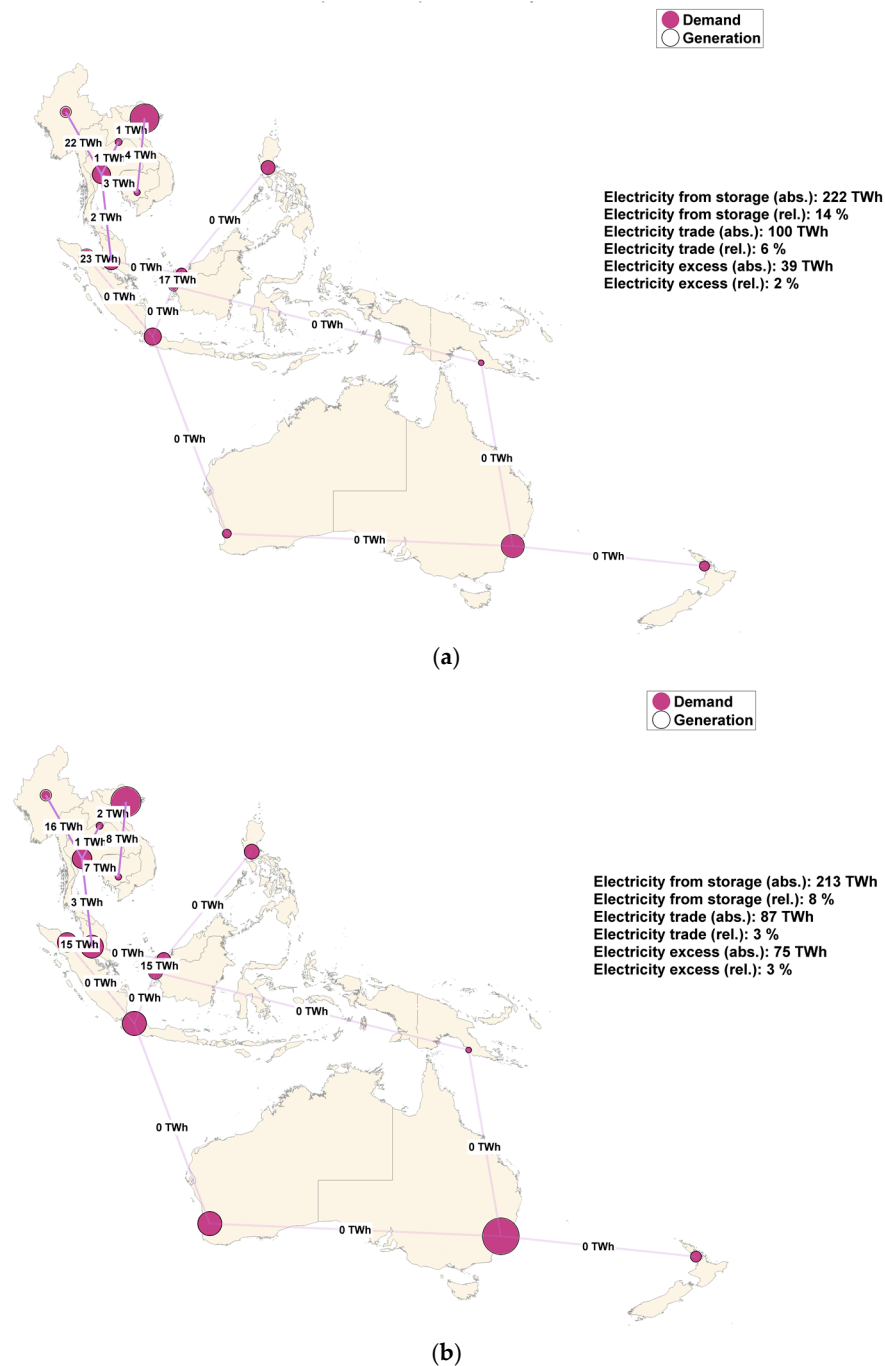 Demand
Generation
1 TWh
22 TWh
1 TWh
4 TWh
3 TWh
2 TWh
0 TWh
23 TWh
0 TWh
17 TWh
0 TWh
0 TWh
0 TWh
0 TWh
0 TWh
0 TWh
0 TWh
Electricity from storage (abs.): 222 TWh
Electricity from storage (rel.): 14 %
Electricity trade (abs.): 100 TWh
Electricity trade (rel.): 6 %
Electricity excess (abs.): 39 TWh
Electricity excess (rel.): 2 %
(a)
Demand
Generation
2 TWh
16 TWh
1 TWh
8 TWh
7 TWh
3 TWh
0 TWh
15 TWh
0 TWh
15 TWh
0 TWh
0 TWh
0 TWh
0 TWh
0 TWh
0 TWh
0 TWh
Electricity from storage (abs.): 213 TWh
Electricity from storage (rel.): 8 %
Electricity trade (abs.): 87 TWh
Electricity trade (rel.): 3 %
Electricity excess (abs.): 75 TWh
Electricity excess (rel.): 3 %
(b)